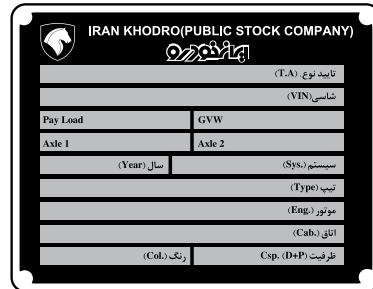 IRAN KHODRO(PUBLIC STOCK COMPANY)
ایران‌خودرو
تایید نوع. (T.A)
شاسی(VIN)
Pay Load GVW
Axle 1 Axle 2
سیستم (Sys.) سال (Year)
تیپ (Type)
موتور (Eng.)
اتاق (Cab.)
ظرفیت Csp. (D+P) رنگ (Col.)